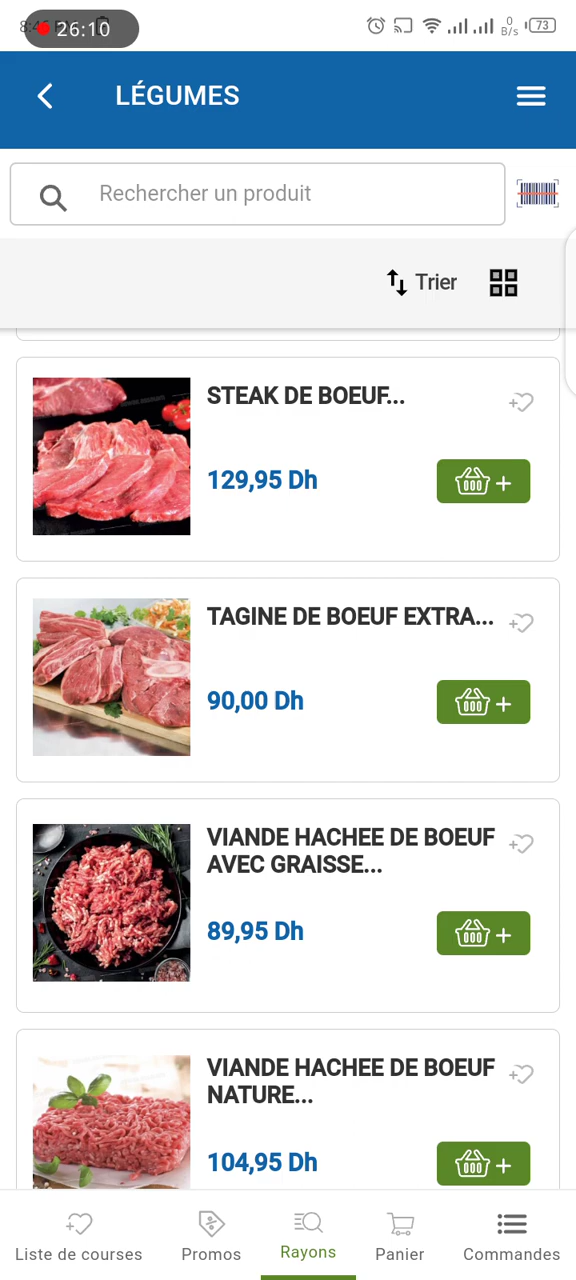 26:10
0
B/s
73
LÉGUMES
Rechercher un produit
Trier
STEAK DE BOEUF...
129,95 Dh
TAGINE DE BOEUF EXTRA...
90,00 Dh
VIANDE HACHEE DE BOEUF
AVEC GRAISSE...
89,95 Dh
VIANDE HACHEE DE BOEUF
NATURE...
104,95 Dh
Liste de courses
Promos
Rayons
Panier
Commandes